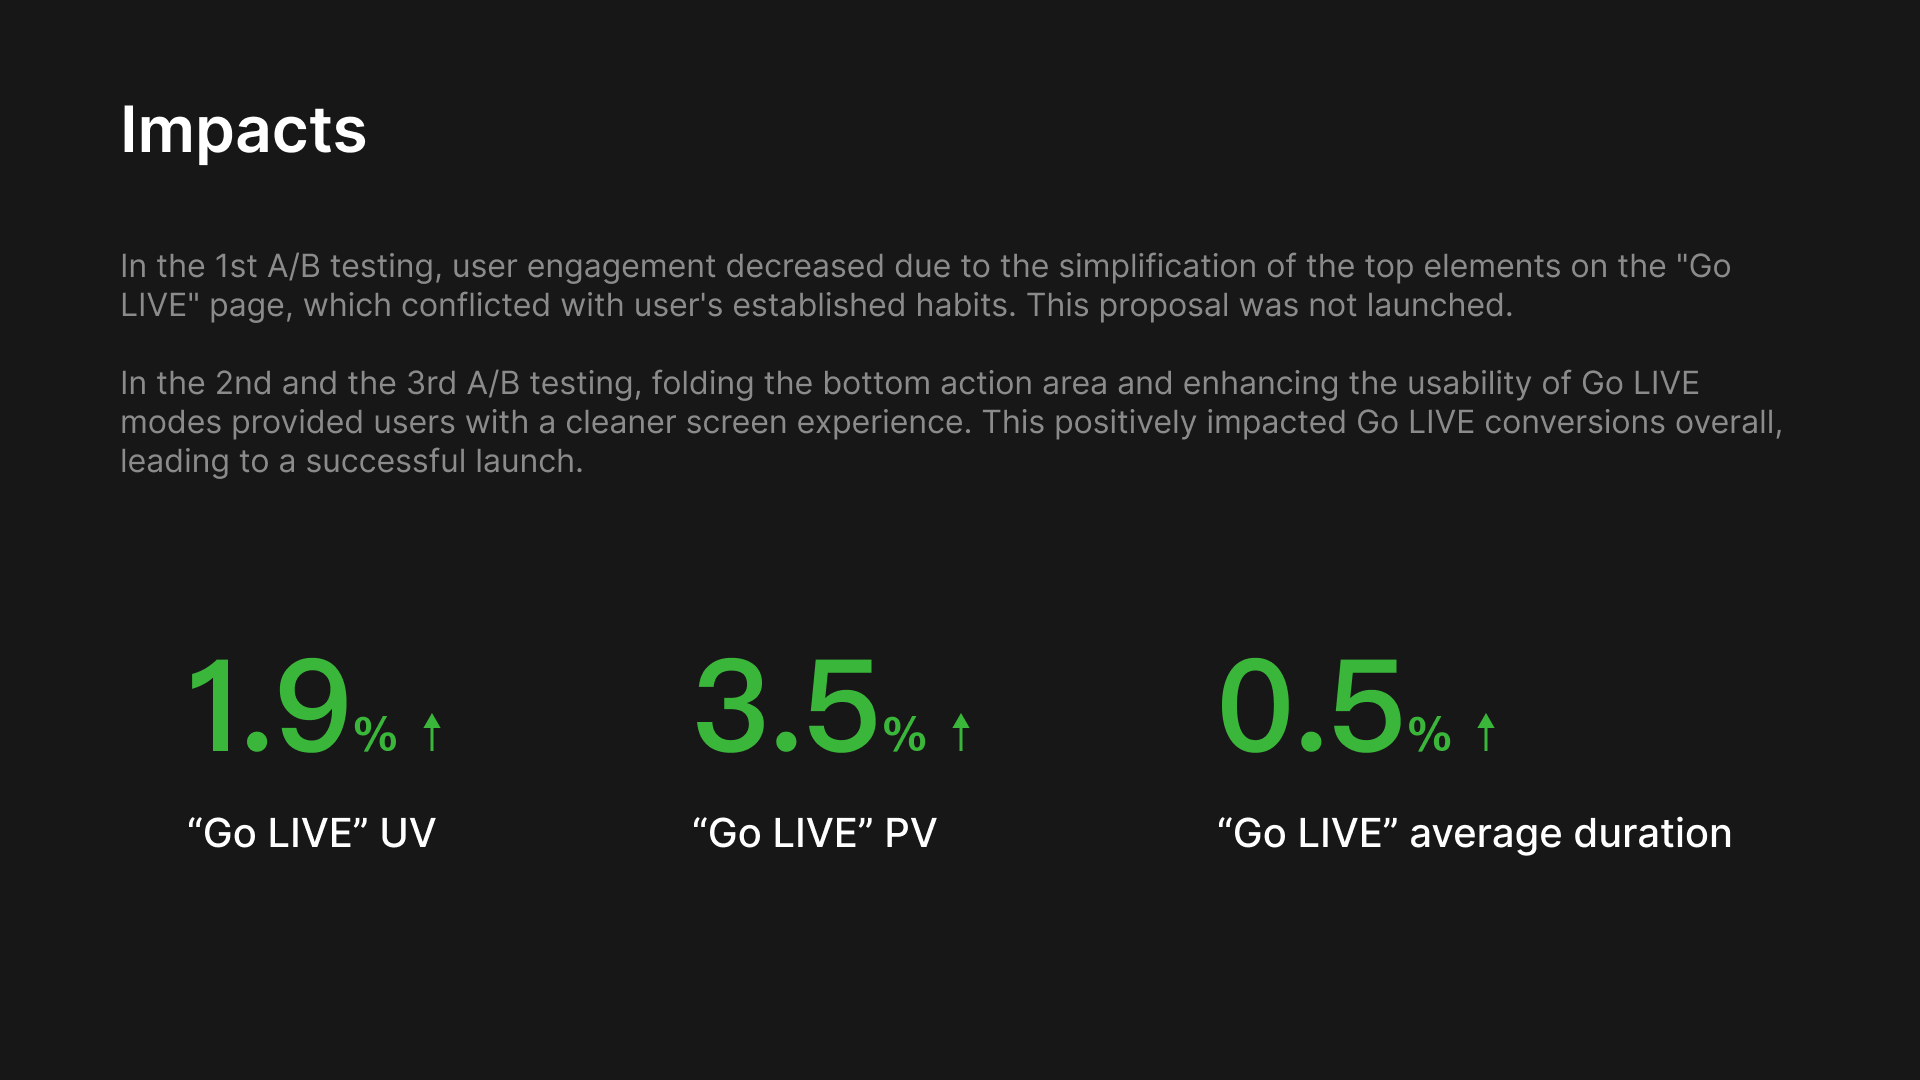 Impacts
In the 1st A/B testing, user engagement decreased due to the simplification of the top elements on the "Go
LIVE" page, which conflicted with user's established habits. This proposal was not launched.
In the 2nd and the 3rd A/B testing, folding the bottom action area and enhancing the usability of Go LIVE
modes provided users with a cleaner screen experience. This positively impacted Go LIVE conversions overall,
leading to a successful launch.
1.9% ↑
“Go LIVE” UV
3.5% ↑
“Go LIVE” PV
0.5% ↑
“Go LIVE” average duration